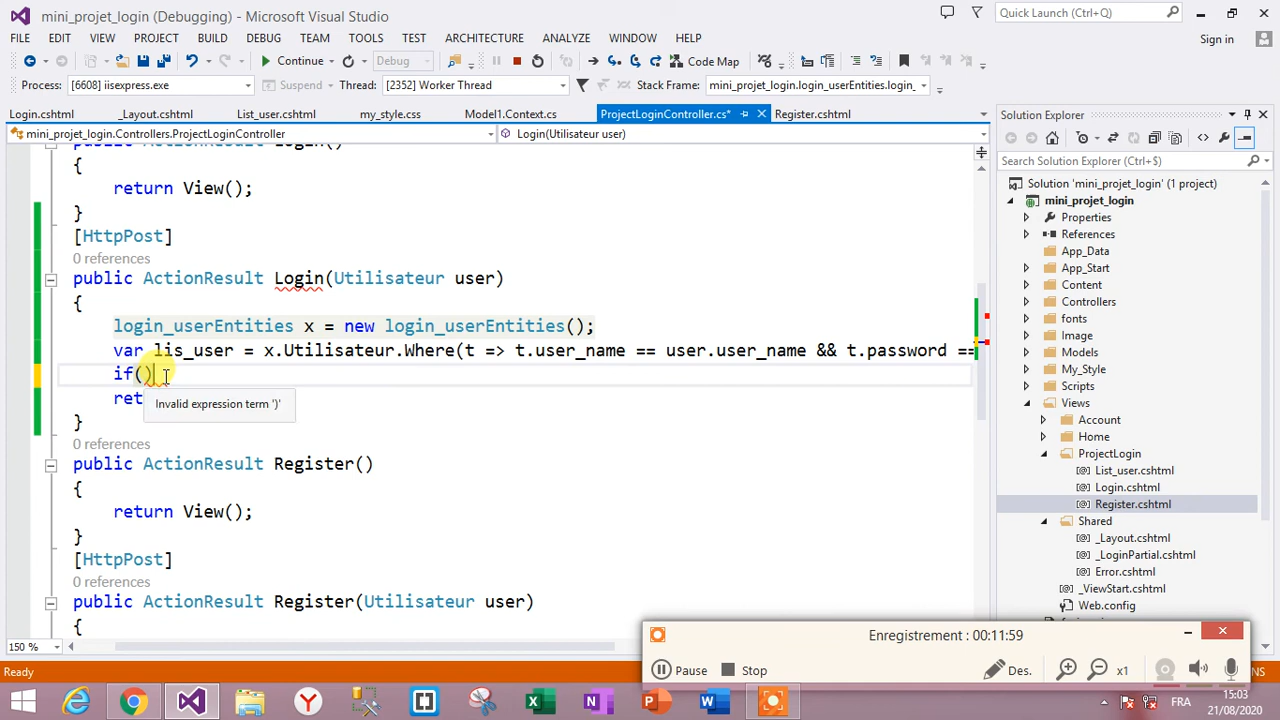 mini_projet_login (Debugging) - Microsoft Visual Studio
Quick Launch (Ctrl+Q)
FILE EDIT VIEW PROJECT BUILD DEBUG TEAM TOOLS TEST ARCHITECTURE ANALYZE WINDOW HELP
Sign in
Continue Debug Code Map
Process: [6608] iisexpress.exe Suspend Thread: [2352] Worker Thread Stack Frame: mini_projet_login.login_userEntities.login_
Login.cshtml _Layout.cshtml List_user.cshtml my_style.css Model1.Context.cs ProjectLoginController.cs* Register.cshtml
mini_projet_login.Controllers.ProjectLoginController Login(Utilisateur user)
public ActionResult Login()
{
return View();
}
[HttpPost]
0 references
public ActionResult Login(Utilisateur user)
{
login_userEntities x = new login_userEntities();
var lis_user = x.Utilisateur.Where(t => t.user_name == user.user_name && t.password ==
if()
ret
Invalid expression term ')'
}
0 references
public ActionResult Register()
{
return View();
}
[HttpPost]
0 references
public ActionResult Register(Utilisateur user)
{
150 %
Solution Explorer
Search Solution Explorer (Ctrl+$)
Solution 'mini_projet_login' (1 project)
mini_projet_login
Properties
References
App_Data
App_Start
Content
Controllers
fonts
Image
Models
My_Style
Scripts
Views
Account
Home
ProjectLogin
List_user.cshtml
Login.cshtml
Register.cshtml
Shared
_Layout.cshtml
_LoginPartial.cshtml
Error.cshtml
_ViewStart.cshtml
Web.config
Enregistrement : 00:11:59
Pause Stop Des. x1
Ready
INS
FRA
15:03
21/08/2020